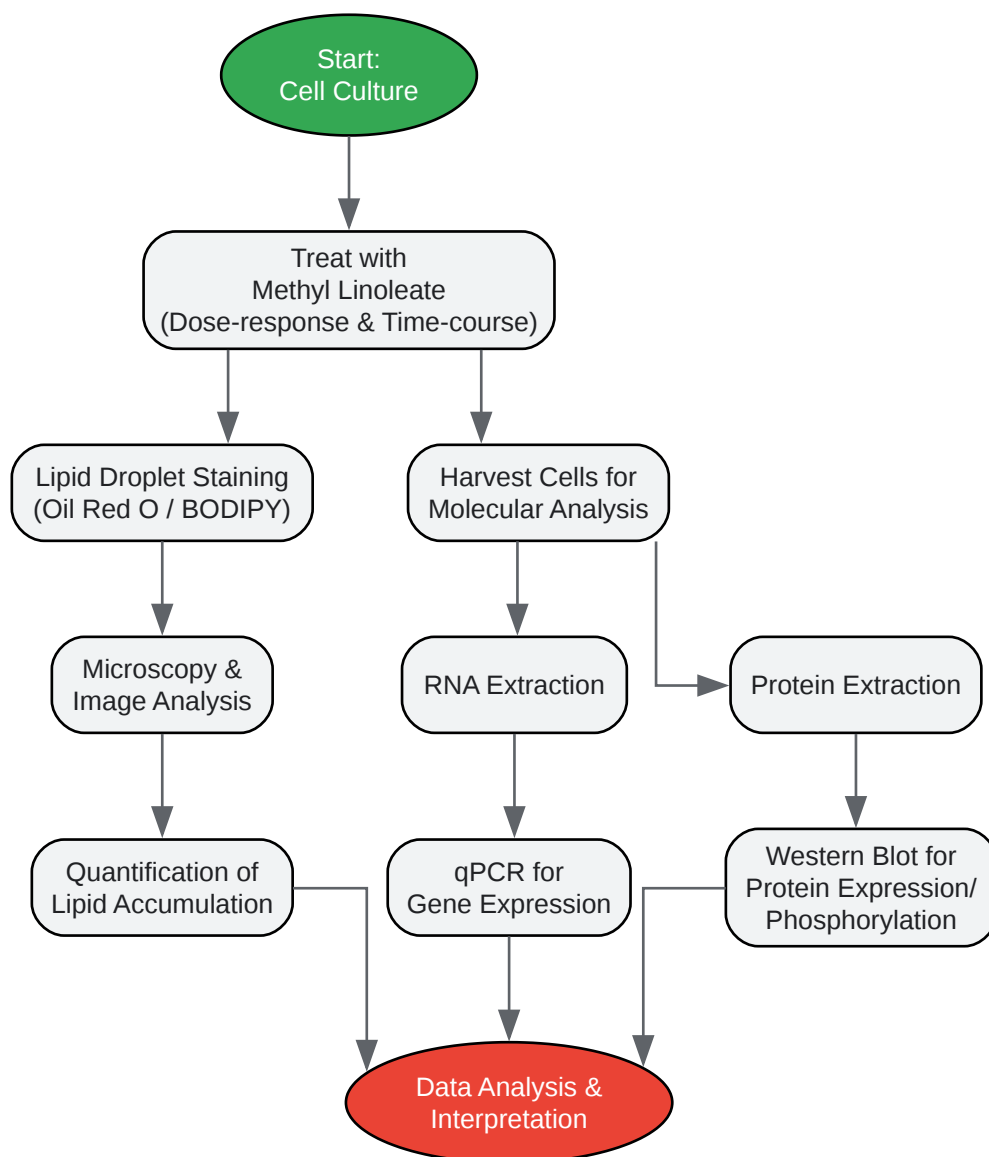 Start:
Cell Culture
Treat with
Methyl Linoleate
(Dose-response & Time-course)
Lipid Droplet Staining
(Oil Red O / BODIPY)
Harvest Cells for
Molecular Analysis
Microscopy &
Image Analysis
RNA Extraction
Protein Extraction
Quantification of
Lipid Accumulation
qPCR for
Gene Expression
Western Blot for
Protein Expression/
Phosphorylation
Data Analysis &
Interpretation